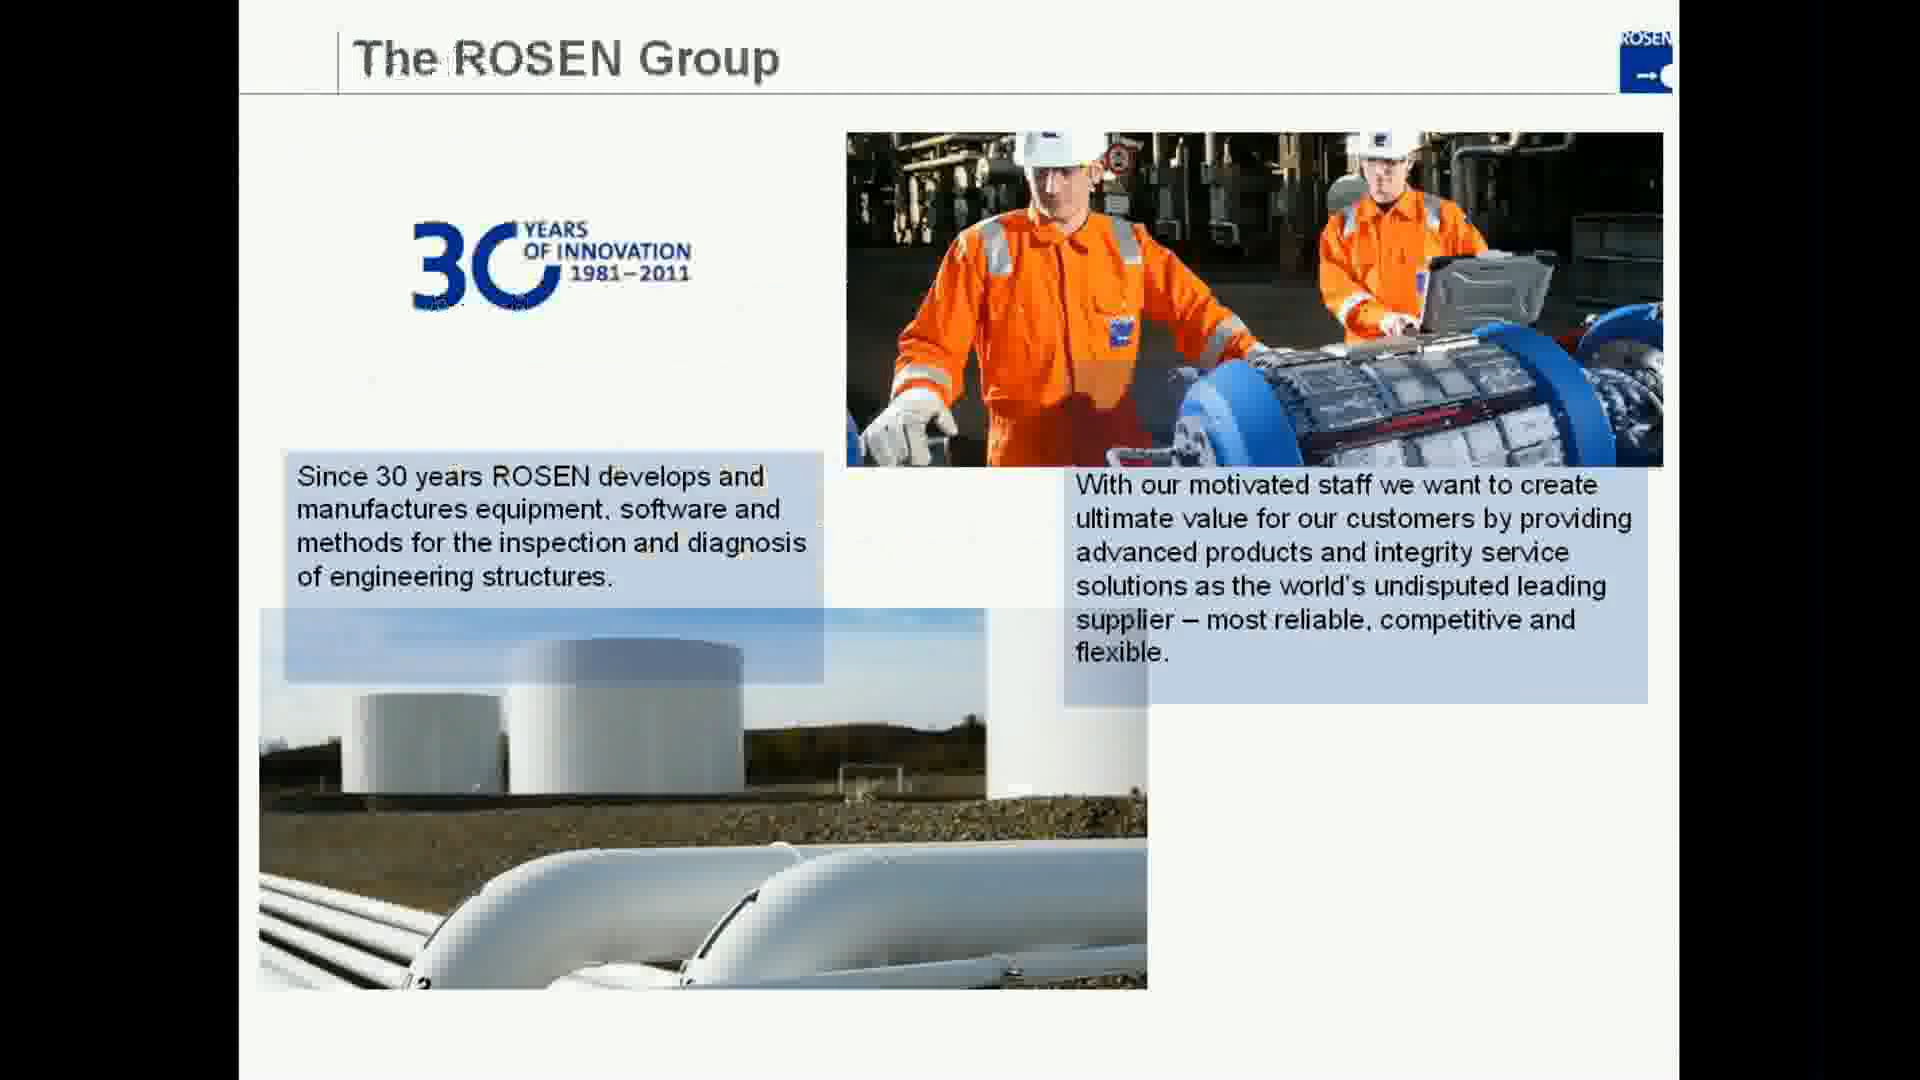 The ROSEN Group
ROSEN
30 YEARS
OF INNOVATION
1981–2011
Since 30 years ROSEN develops and
manufactures equipment, software and
methods for the inspection and diagnosis
of engineering structures.
With our motivated staff we want to create
ultimate value for our customers by providing
advanced products and integrity service
solutions as the world's undisputed leading
supplier – most reliable, competitive and
flexible.